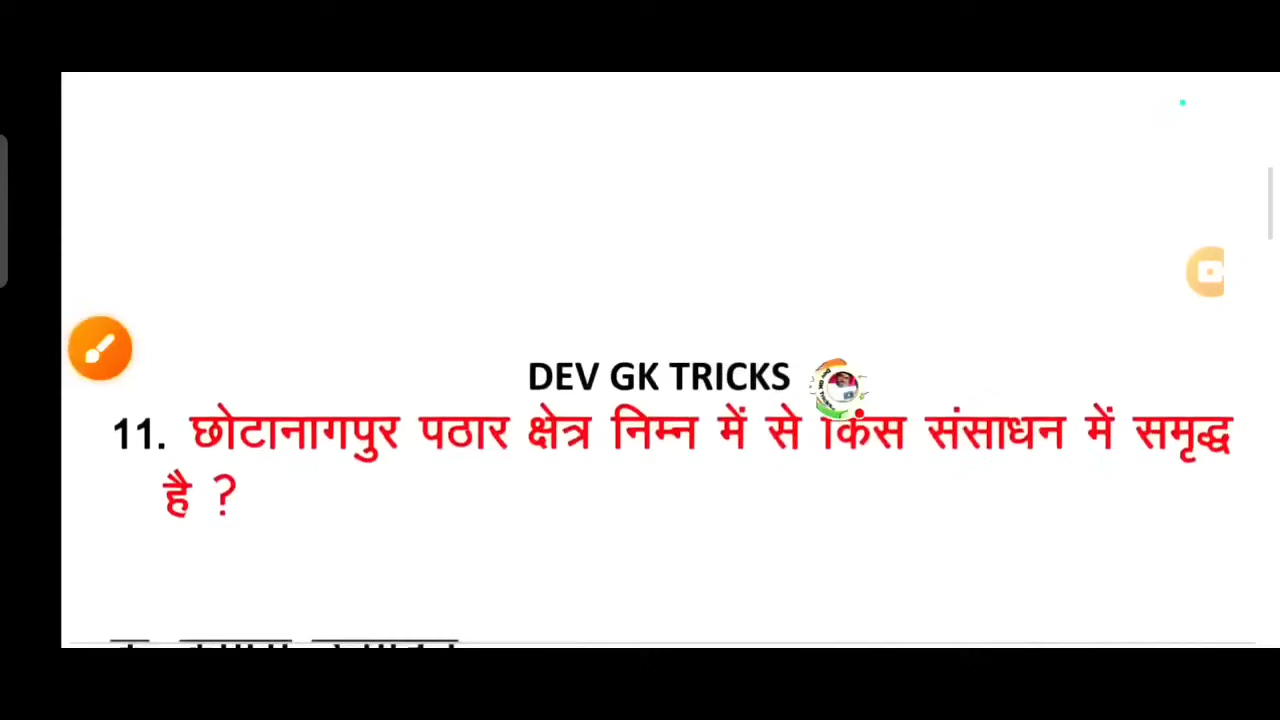 DEV GK TRICKS
11. छोटानागपुर पठार क्षेत्र निम्न में से किस संसाधन में समृद्ध
है ?